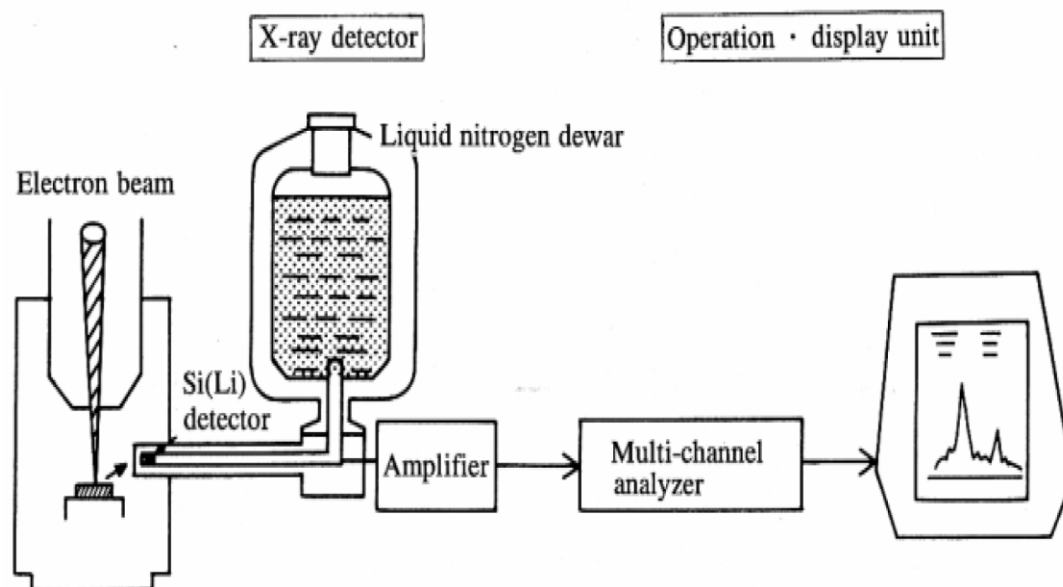 X-ray detector
Operation · display unit
Liquid nitrogen dewar
Electron beam
Si(Li)
detector
Amplifier
Multi-channel
analyzer